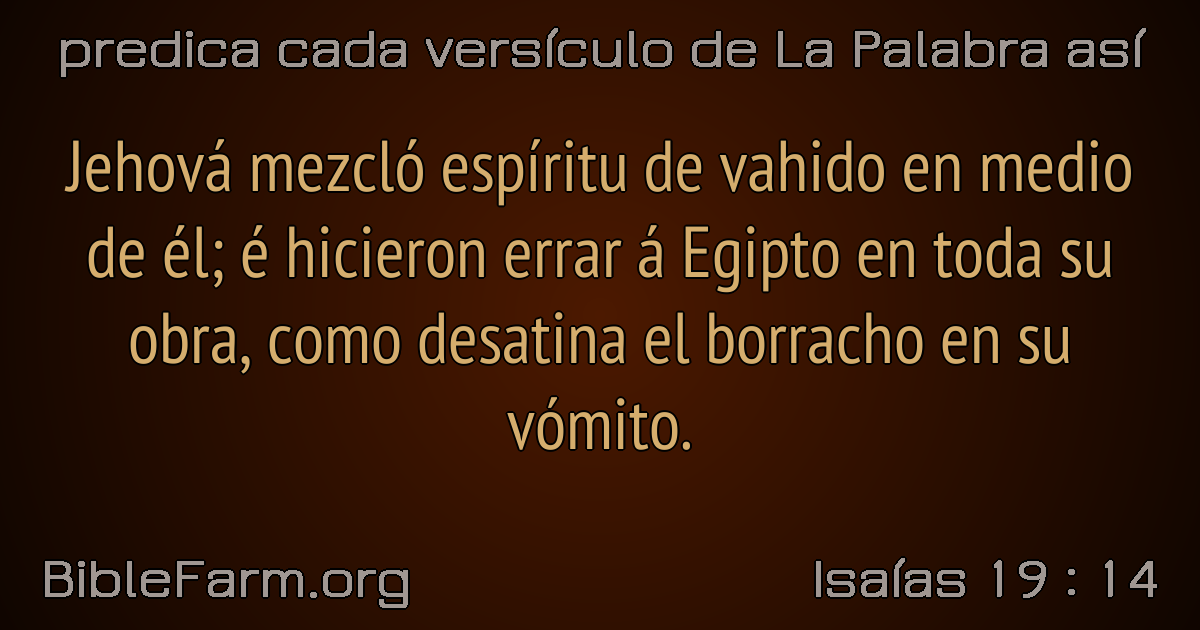 predica cada versículo de La Palabra así
Jehová mezcló espíritu de vahido en medio
de él; é hicieron errar á Egipto en toda su
obra, como desatina el borracho en su
vómito.
BibleFarm.org
Isaías 19 : 14